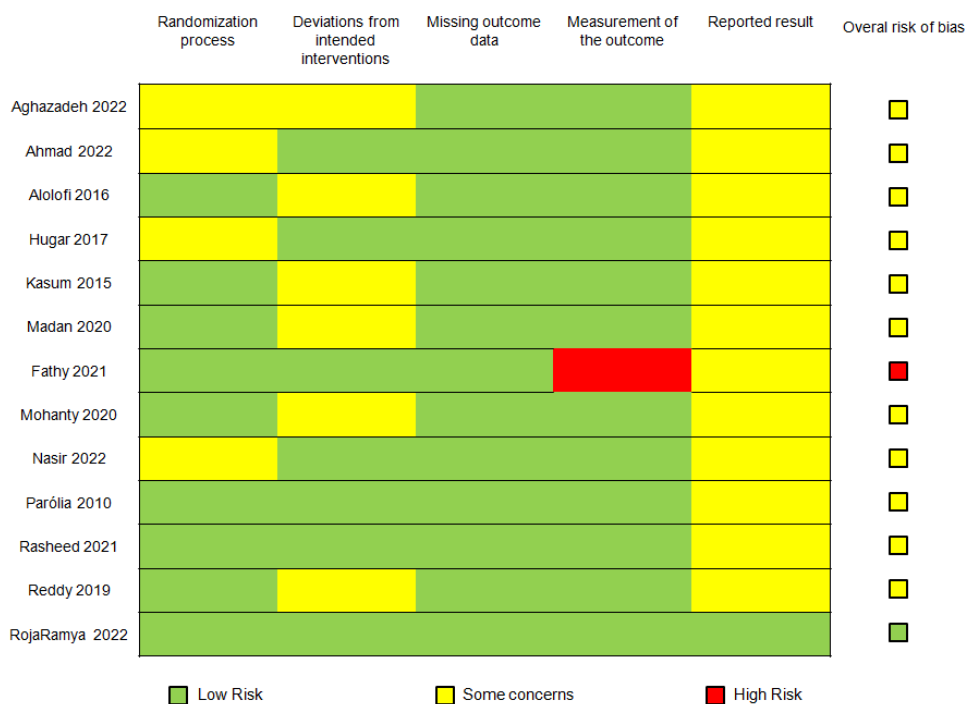 Randomization process
Deviations from intended interventions
Missing outcome data
Measurement of the outcome
Reported result
Overal risk of bias
Aghazadeh 2022
Ahmad 2022
Alolofi 2016
Hugar 2017
Kasum 2015
Madan 2020
Fathy 2021
Mohanty 2020
Nasir 2022
Parólia 2010
Rasheed 2021
Reddy 2019
RojaRamya 2022
Low Risk
Some concerns
High Risk